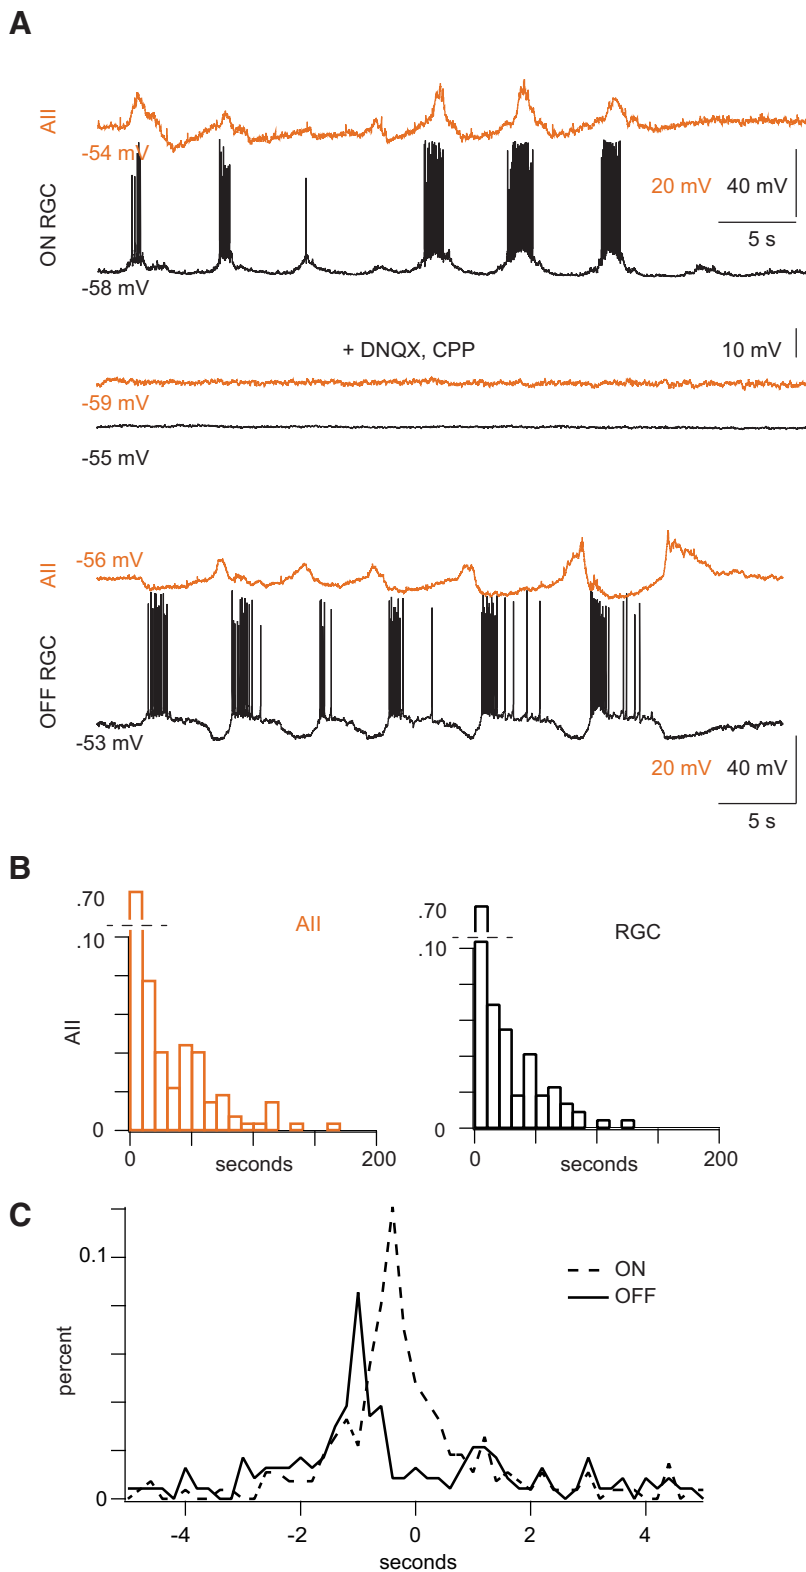 A
AII
-54 mV
20 mV 40 mV
5 s
ON RGC
-58 mV
+ DNQX, CPP
10 mV
-59 mV
-55 mV
AII
-56 mV
OFF RGC
-53 mV
20 mV 40 mV
5 s
B
.70
.10
AII
AII
0
0
seconds
200
.70
.10
RGC
0
0
seconds
200
C
0.1
percent
0
ON
OFF
-4
-2
0
2
4
seconds